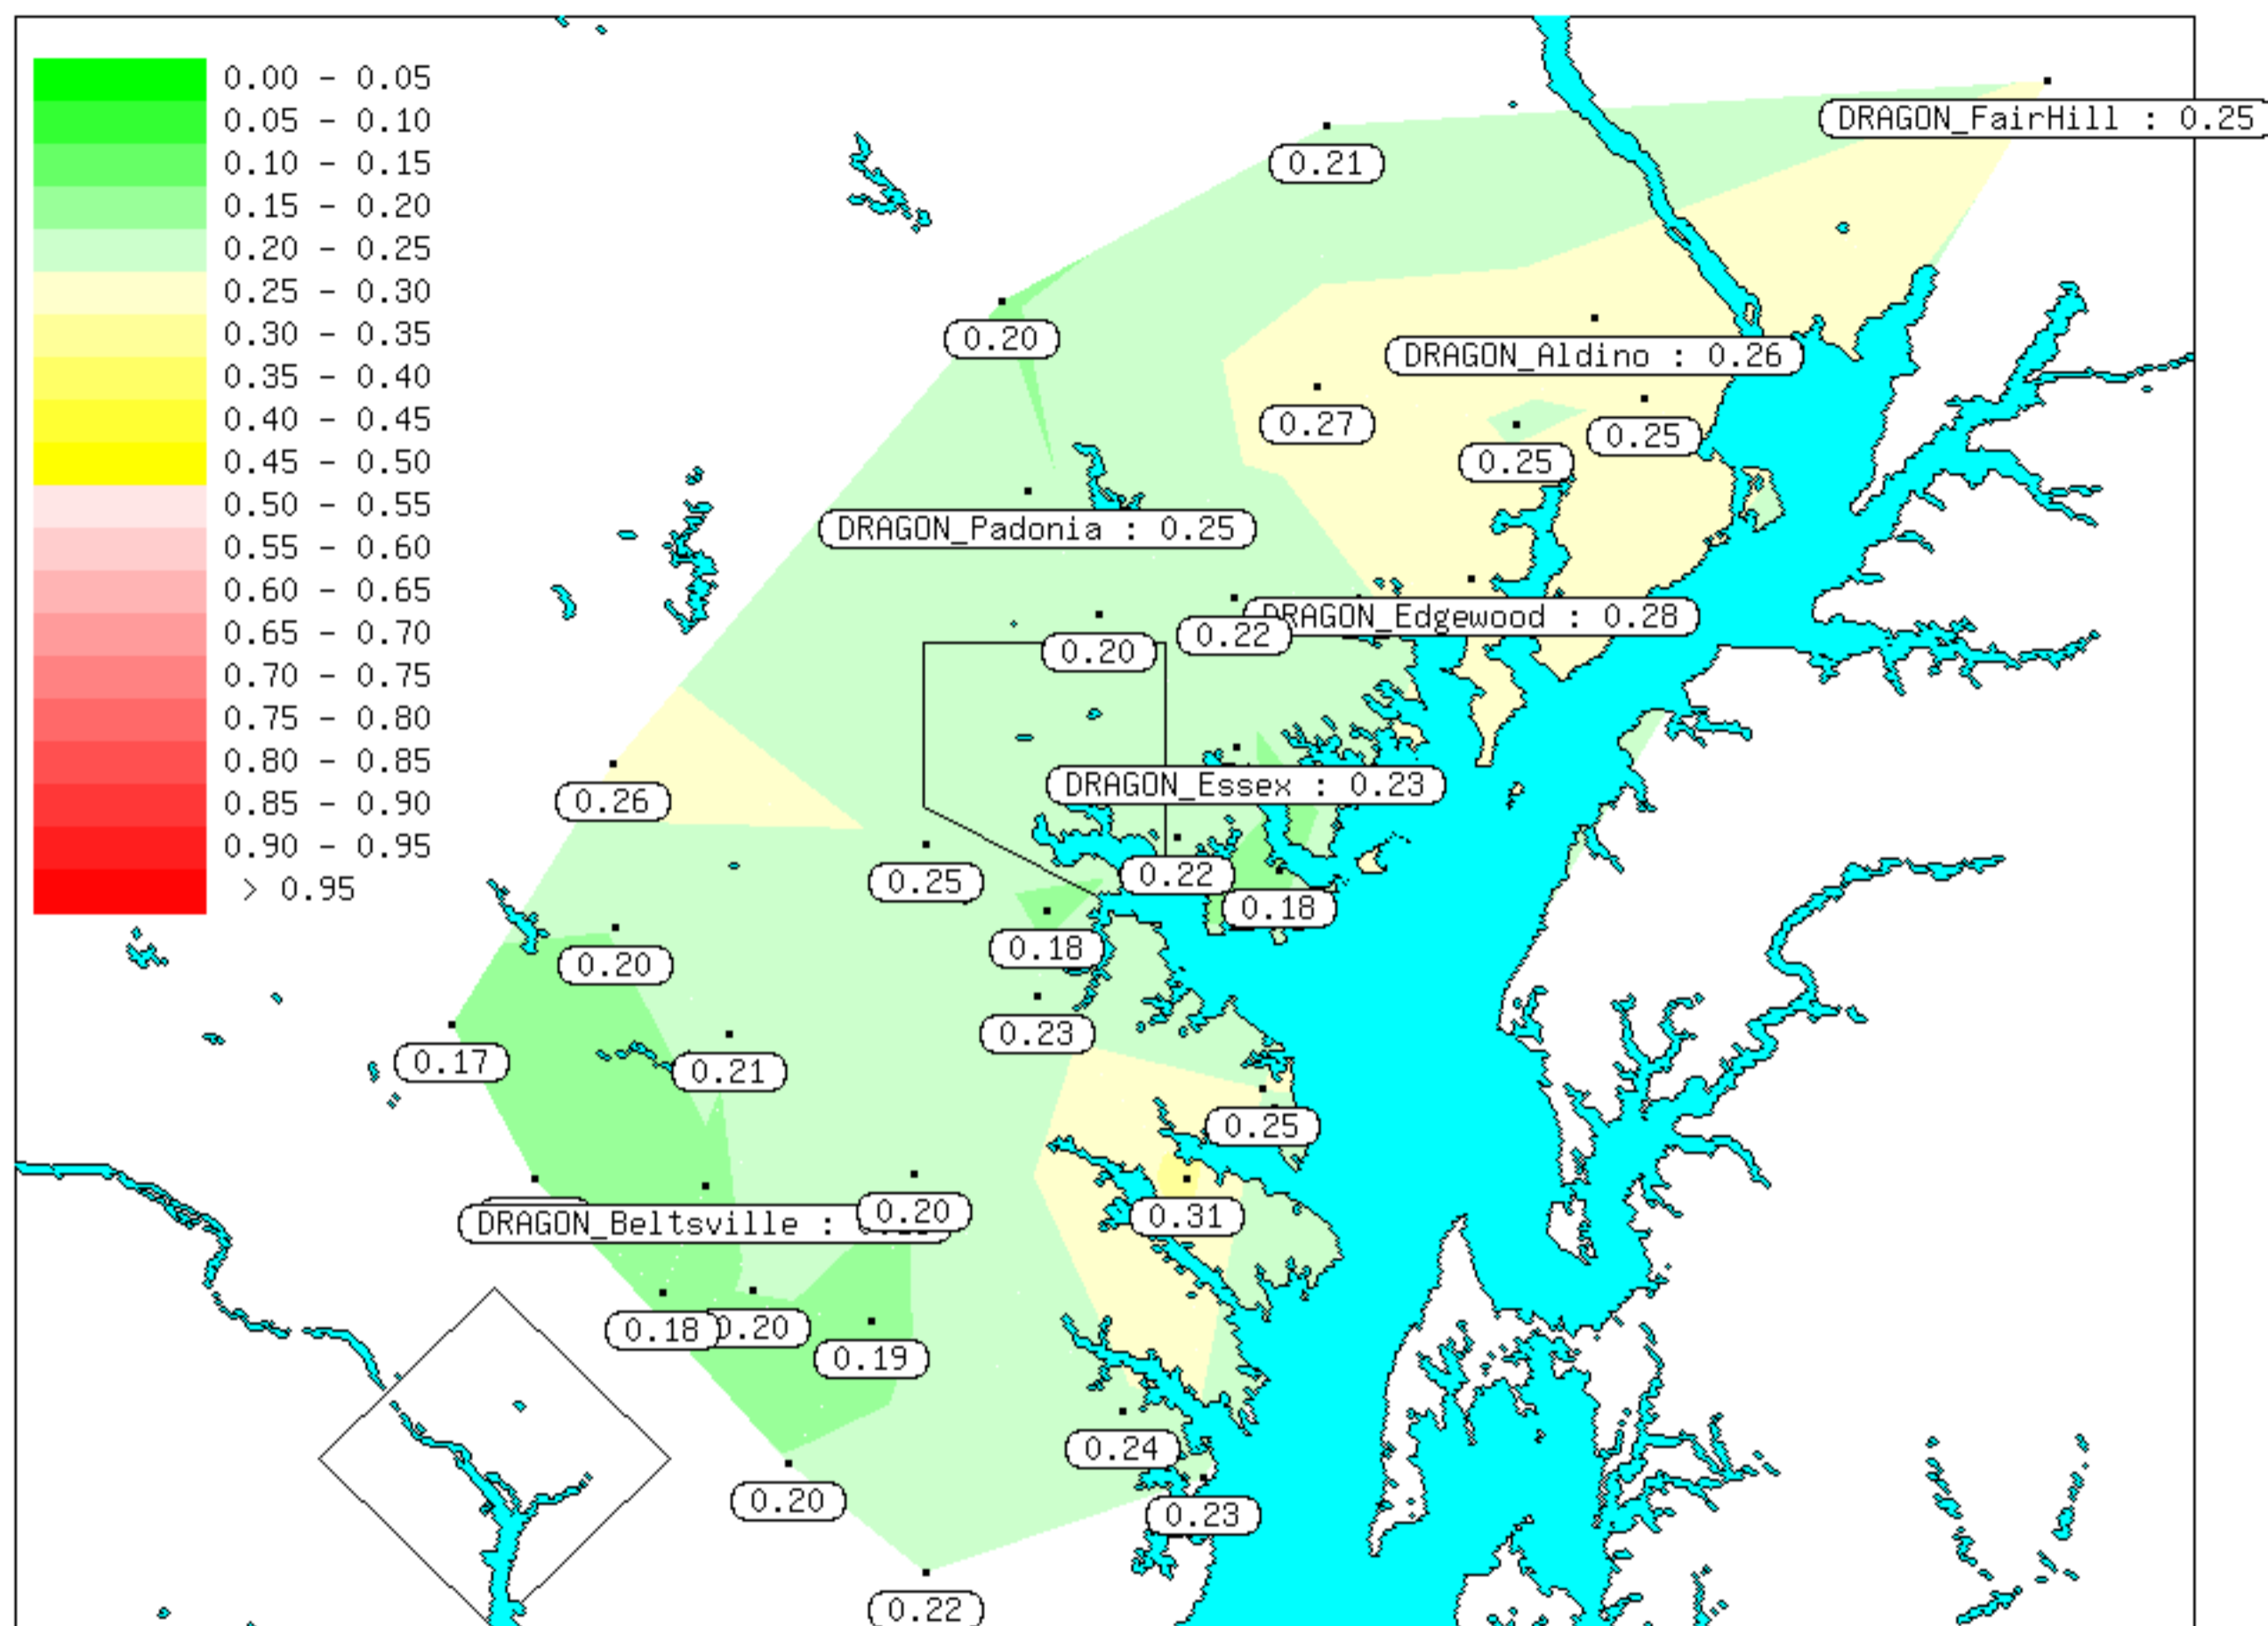 0.00 - 0.05
0.05 - 0.10
0.10 - 0.15
0.15 - 0.20
0.20 - 0.25
0.25 - 0.30
0.30 - 0.35
0.35 - 0.40
0.40 - 0.45
0.45 - 0.50
0.50 - 0.55
0.55 - 0.60
0.60 - 0.65
0.65 - 0.70
0.70 - 0.75
0.75 - 0.80
0.80 - 0.85
0.85 - 0.90
0.90 - 0.95
> 0.95
DRAGON_FairHill : 0.25
0.21
0.20
DRAGON_Aldino : 0.26
0.27
0.25
0.25
DRAGON_Padonia : 0.25
DRAGON_Edgewood : 0.28
0.22
0.20
DRAGON_Essex : 0.23
0.26
0.22
0.25
0.18
0.18
0.20
0.23
0.17
0.21
0.25
0.20
0.31
DRAGON_Beltsville :
0.18
0.20
0.19
0.24
0.20
0.23
0.22